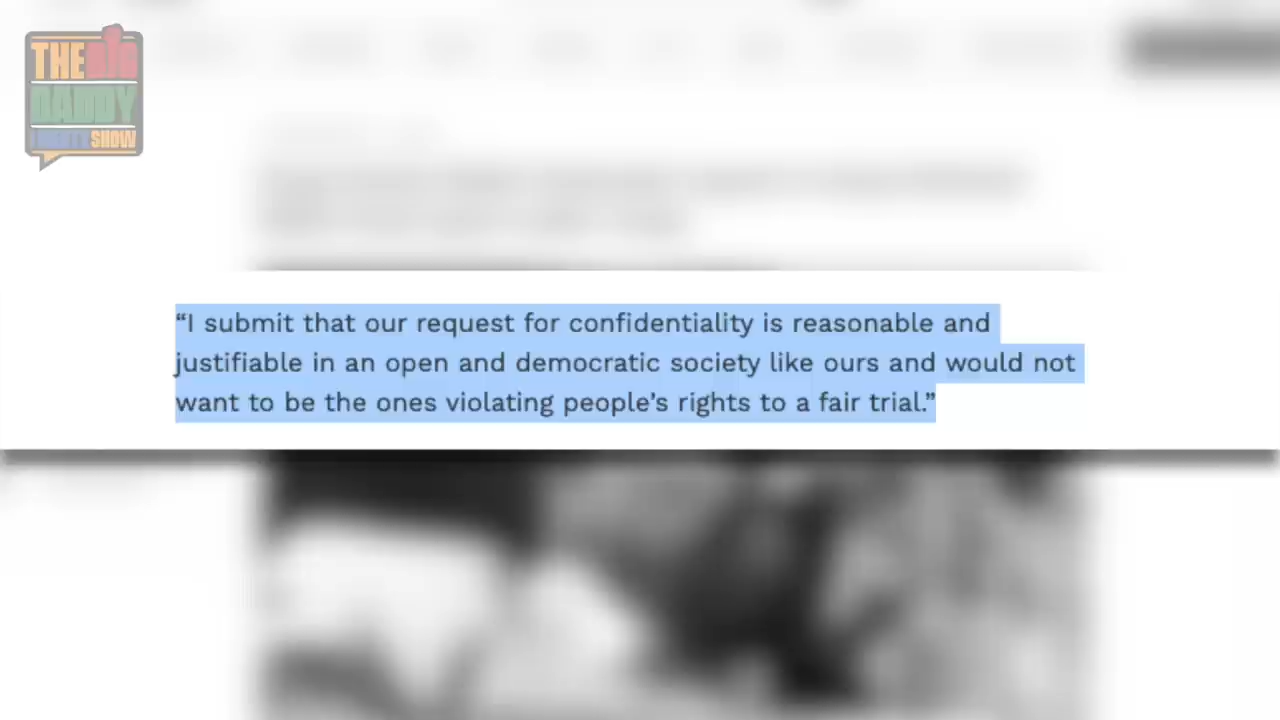 THE BIG
DADDY
LIBERTY SHOW
“I submit that our request for confidentiality is reasonable and
justifiable in an open and democratic society like ours and would not
want to be the ones violating people’s rights to a fair trial.”